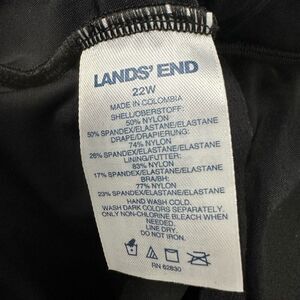 LANDS' END
22W
MADE IN COLOMBIA
SHELL/OBERSTOFF:
50% NYLON
50% SPANDEX/ELASTANE/ELASTANE
DRAPE/DRAPIERUNG:
74% NYLON
26% SPANDEX/ELASTANE/ELASTANE
LINING/FUTTER:
83% NYLON
17% SPANDEX/ELASTANE/ELASTANE
BRA/BH:
77% NYLON
23% SPANDEX/ELASTANE/ELASTANE
HAND WASH COLD.
WASH DARK COLORS SEPARATELY.
ONLY NON-CHLORINE BLEACH WHEN
NEEDED.
LINE DRY.
DO NOT IRON.
RN 62830